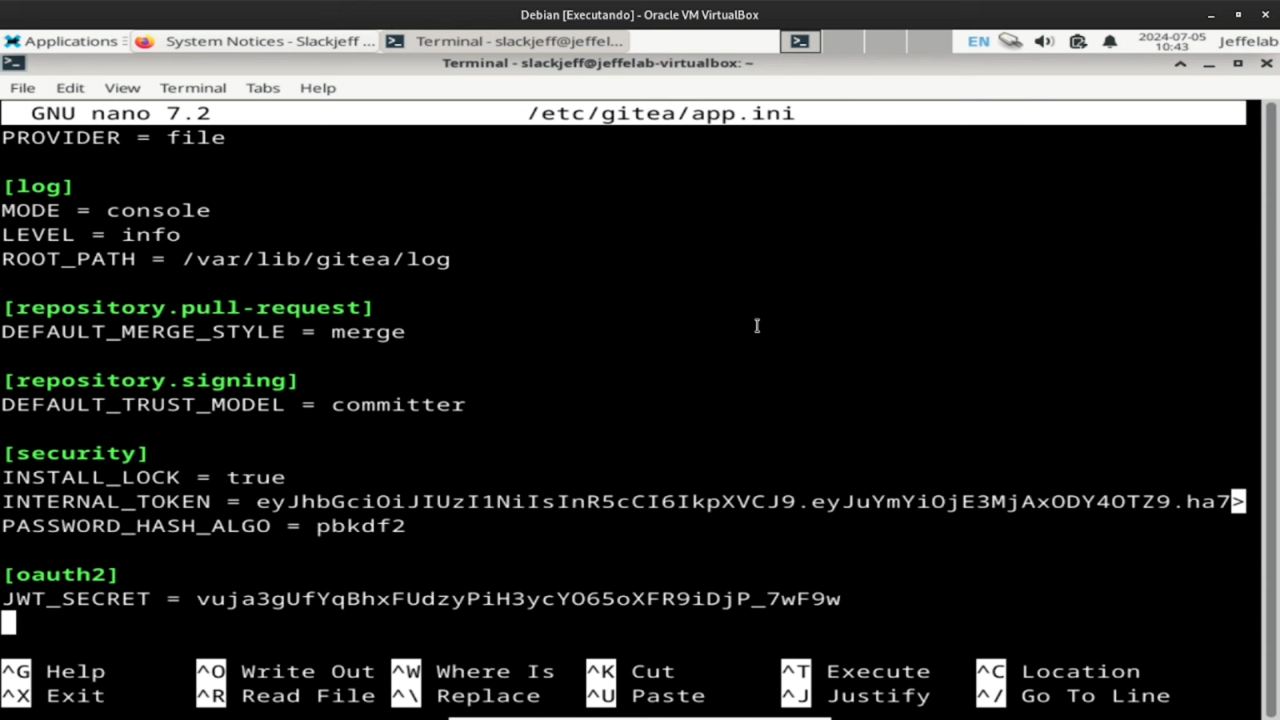 Debian [Executando] - Oracle VM VirtualBox
Applications System Notices - Slackjeff ... Terminal - slackjeff@jeffel... EN 2024-07-05 10:43 Jeffelab
Terminal - slackjeff@jeffelab-virtualbox: ~
File Edit View Terminal Tabs Help
GNU nano 7.2 /etc/gitea/app.ini
PROVIDER = file
[log]
MODE = console
LEVEL = info
ROOT_PATH = /var/lib/gitea/log
[repository.pull-request]
DEFAULT_MERGE_STYLE = merge
[repository.signing]
DEFAULT_TRUST_MODEL = committer
[security]
INSTALL_LOCK = true
INTERNAL_TOKEN = eyJhbGciOiJIUzI1NiIsInR5cCI6IkpXVCJ9.eyJuYmYiOjE3MjAxODY4OTZ9.ha7>
PASSWORD_HASH_ALGO = pbkdf2
[oauth2]
JWT_SECRET = vuja3gUfYqBhxFUdzyPiH3ycYO65oXFR9iDjP_7wF9w
^G Help ^O Write Out ^W Where Is ^K Cut ^T Execute ^C Location
^X Exit ^R Read File ^\ Replace ^U Paste ^J Justify ^/ Go To Line